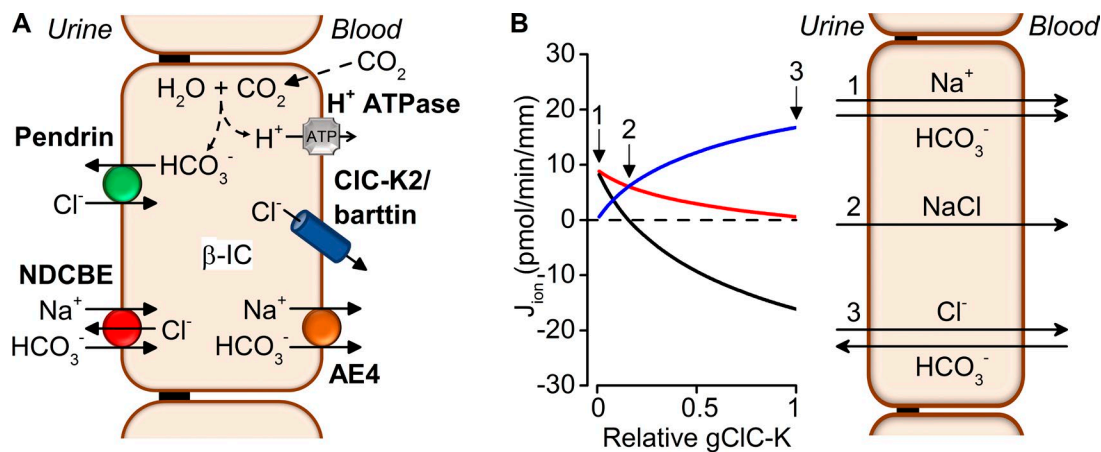 A Urine Blood
CO2
H2O + CO2
H+ ATPase
H+ ATP
Pendrin
HCO3-
Cl-
ClC-K2/
barttin
Cl-
β-IC
NDCBE
Na+
Cl-
HCO3-
Na+
HCO3-
AE4
B
Jion, (pmol/min/mm)
30
20
10
0
-10
-20
-30
1
2
3
0 0.5 1
Relative gClC-K
Urine Blood
1 Na+
HCO3-
2 NaCl
3 Cl-
HCO3-